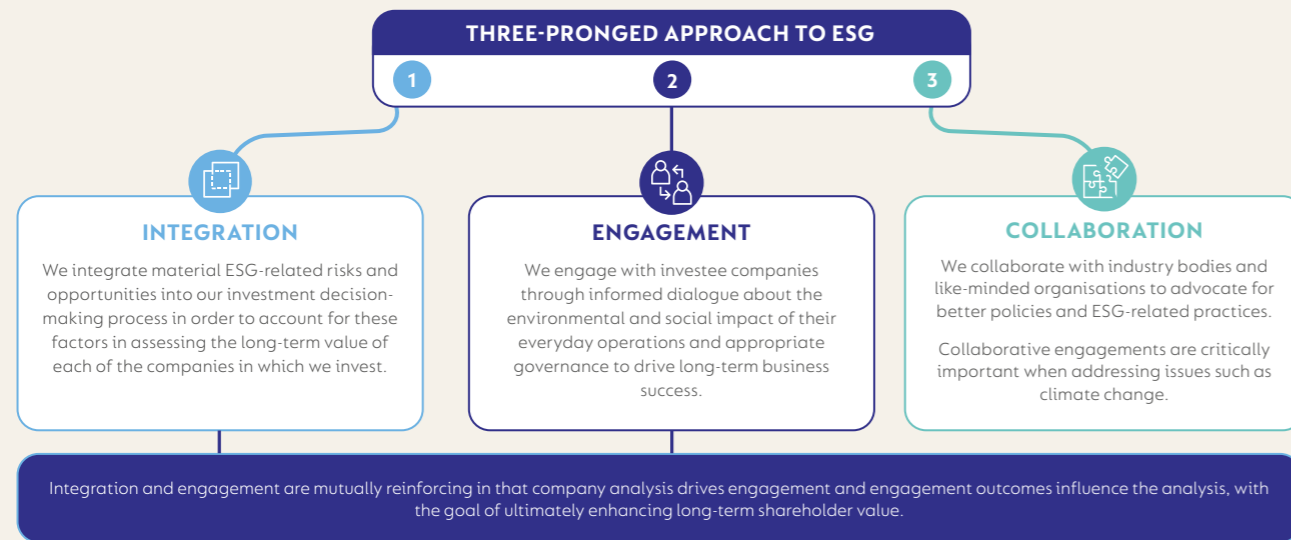 THREE-PRONGED APPROACH TO ESG
1
2
3
INTEGRATION
We integrate material ESG-related risks and
opportunities into our investment decision-
making process in order to account for these
factors in assessing the long-term value of
each of the companies in which we invest.
ENGAGEMENT
We engage with investee companies
through informed dialogue about the
environmental and social impact of their
everyday operations and appropriate
governance to drive long-term business
success.
COLLABORATION
We collaborate with industry bodies and
like-minded organisations to advocate for
better policies and ESG-related practices.
Collaborative engagements are critically
important when addressing issues such as
climate change.
Integration and engagement are mutually reinforcing in that company analysis drives engagement and engagement outcomes influence the analysis, with
the goal of ultimately enhancing long-term shareholder value.